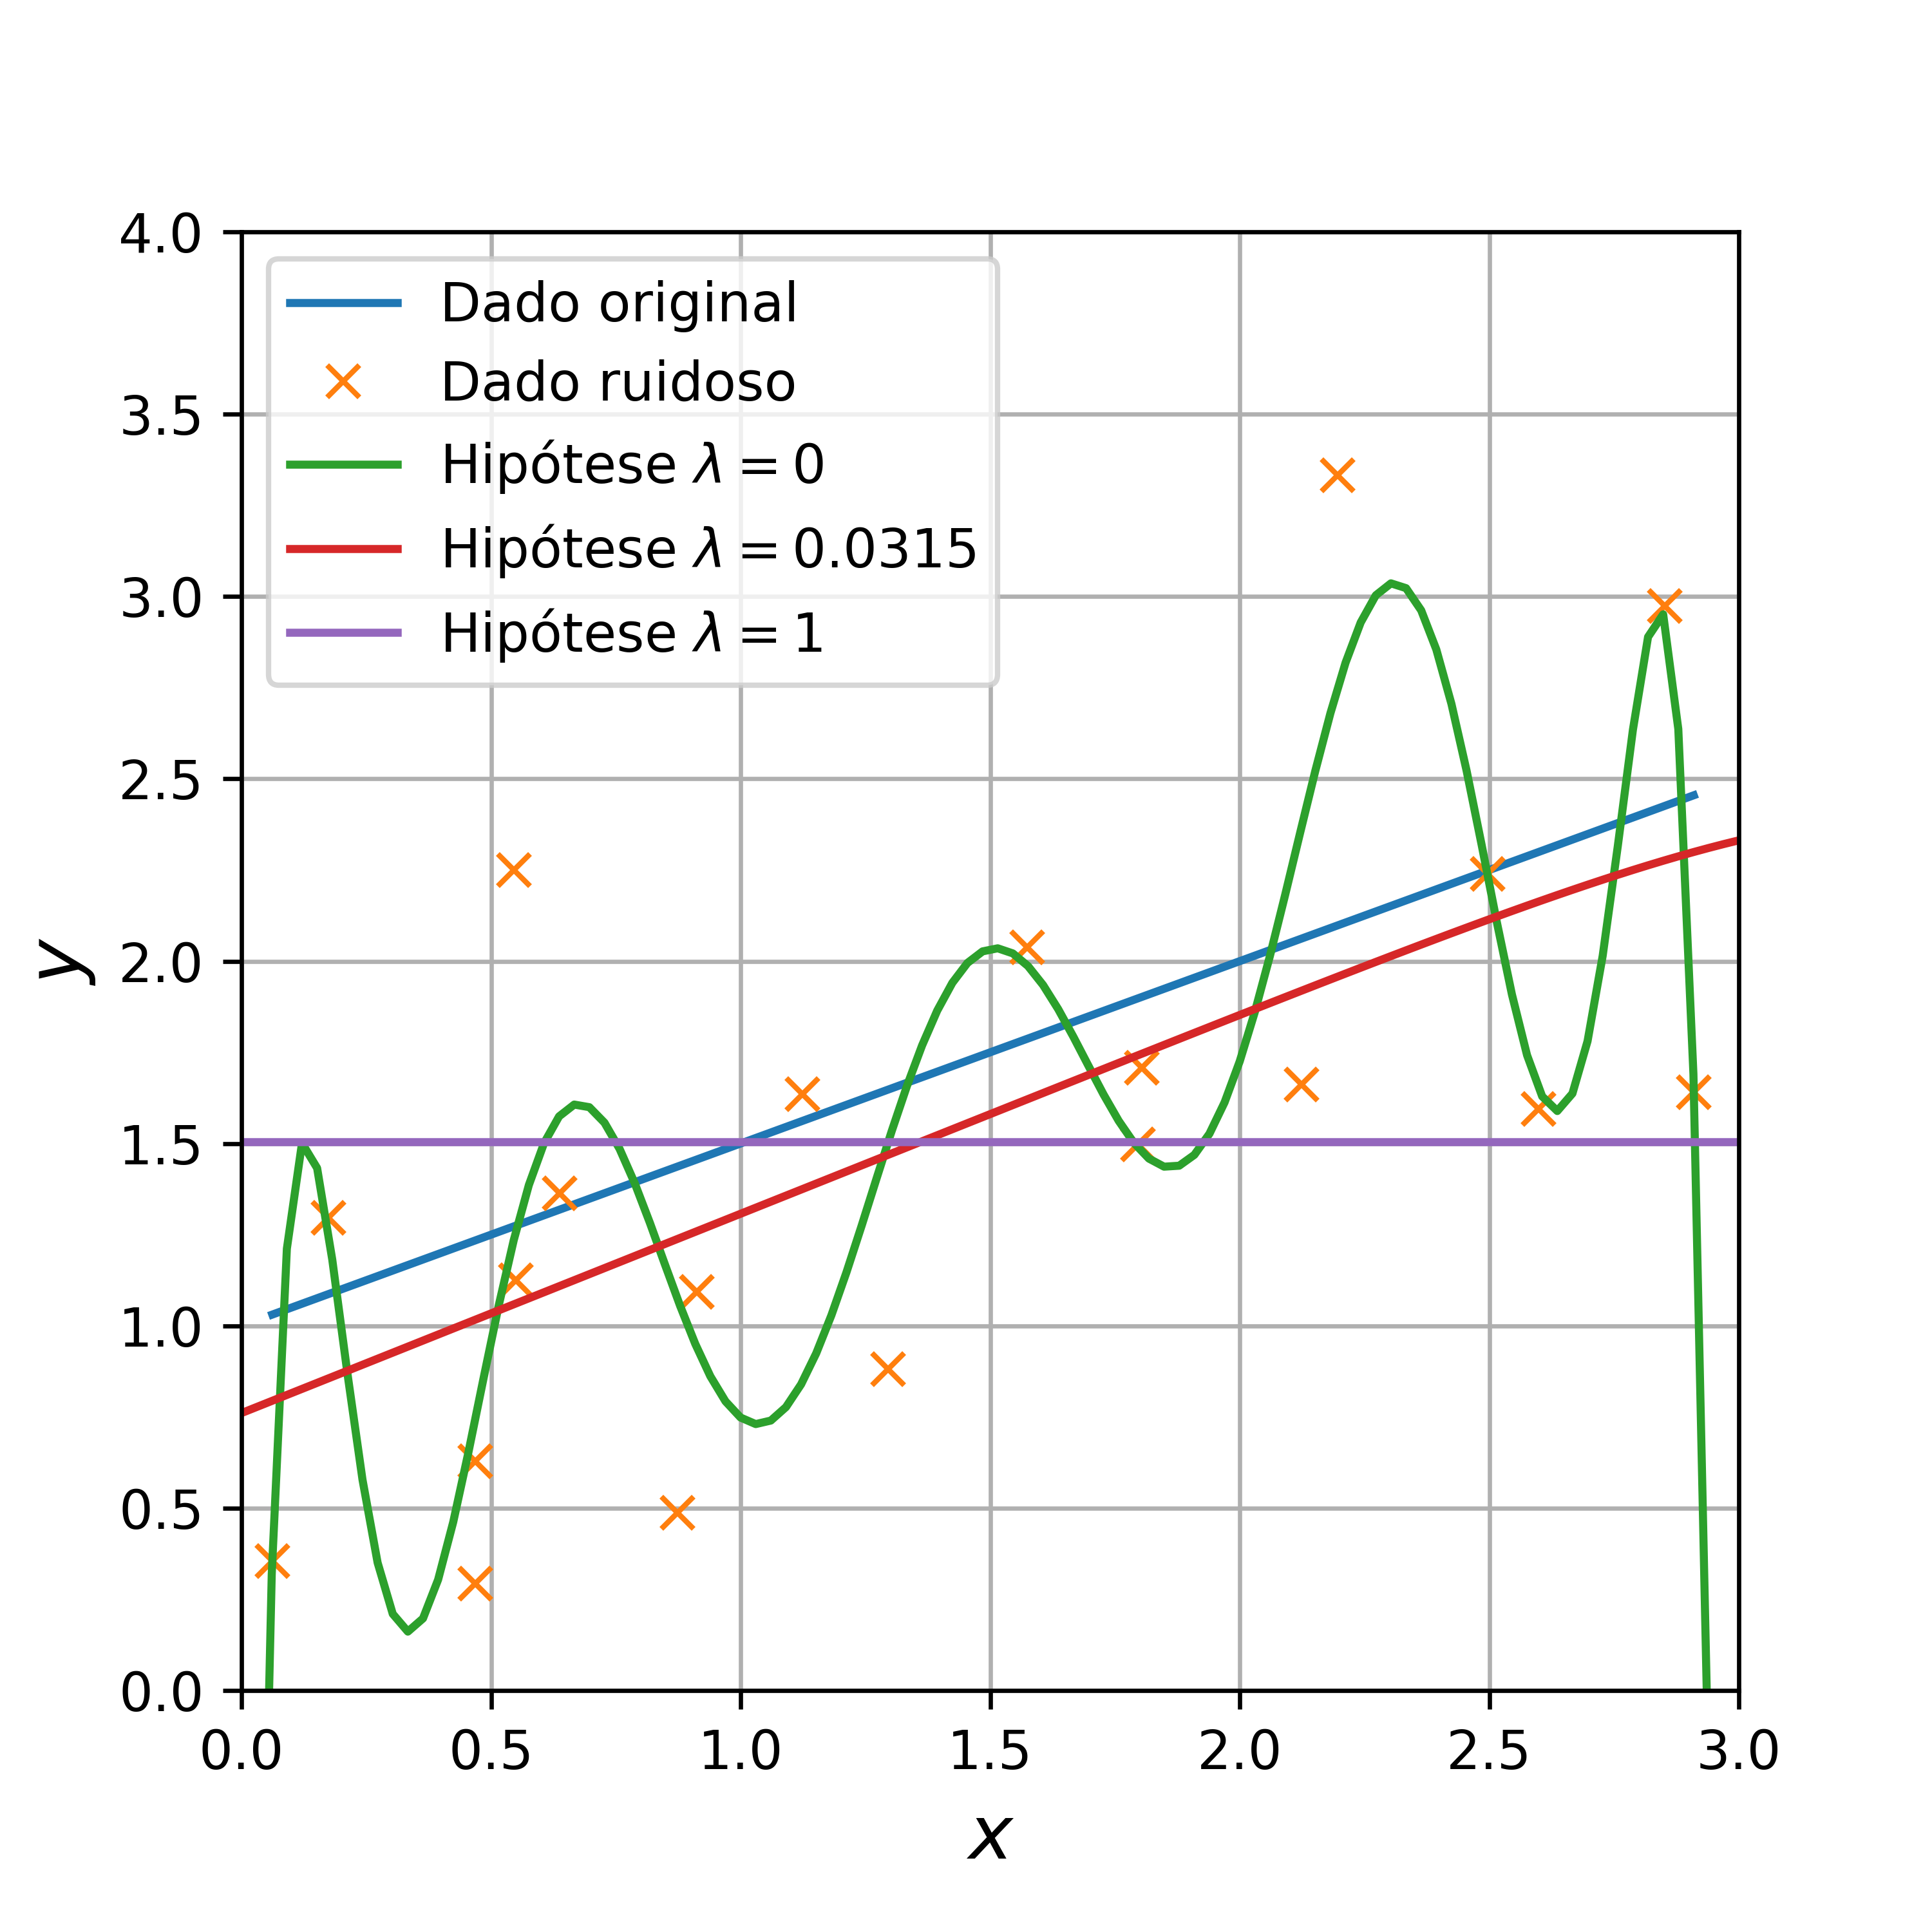 4.0
3.5
3.0
2.5
2.0
1.5
1.0
0.5
0.0
y
Dado original
Dado ruidoso
Hipótese λ = 0
Hipótese λ = 0.0315
Hipótese λ = 1
0.0 0.5 1.0 1.5 2.0 2.5 3.0
x